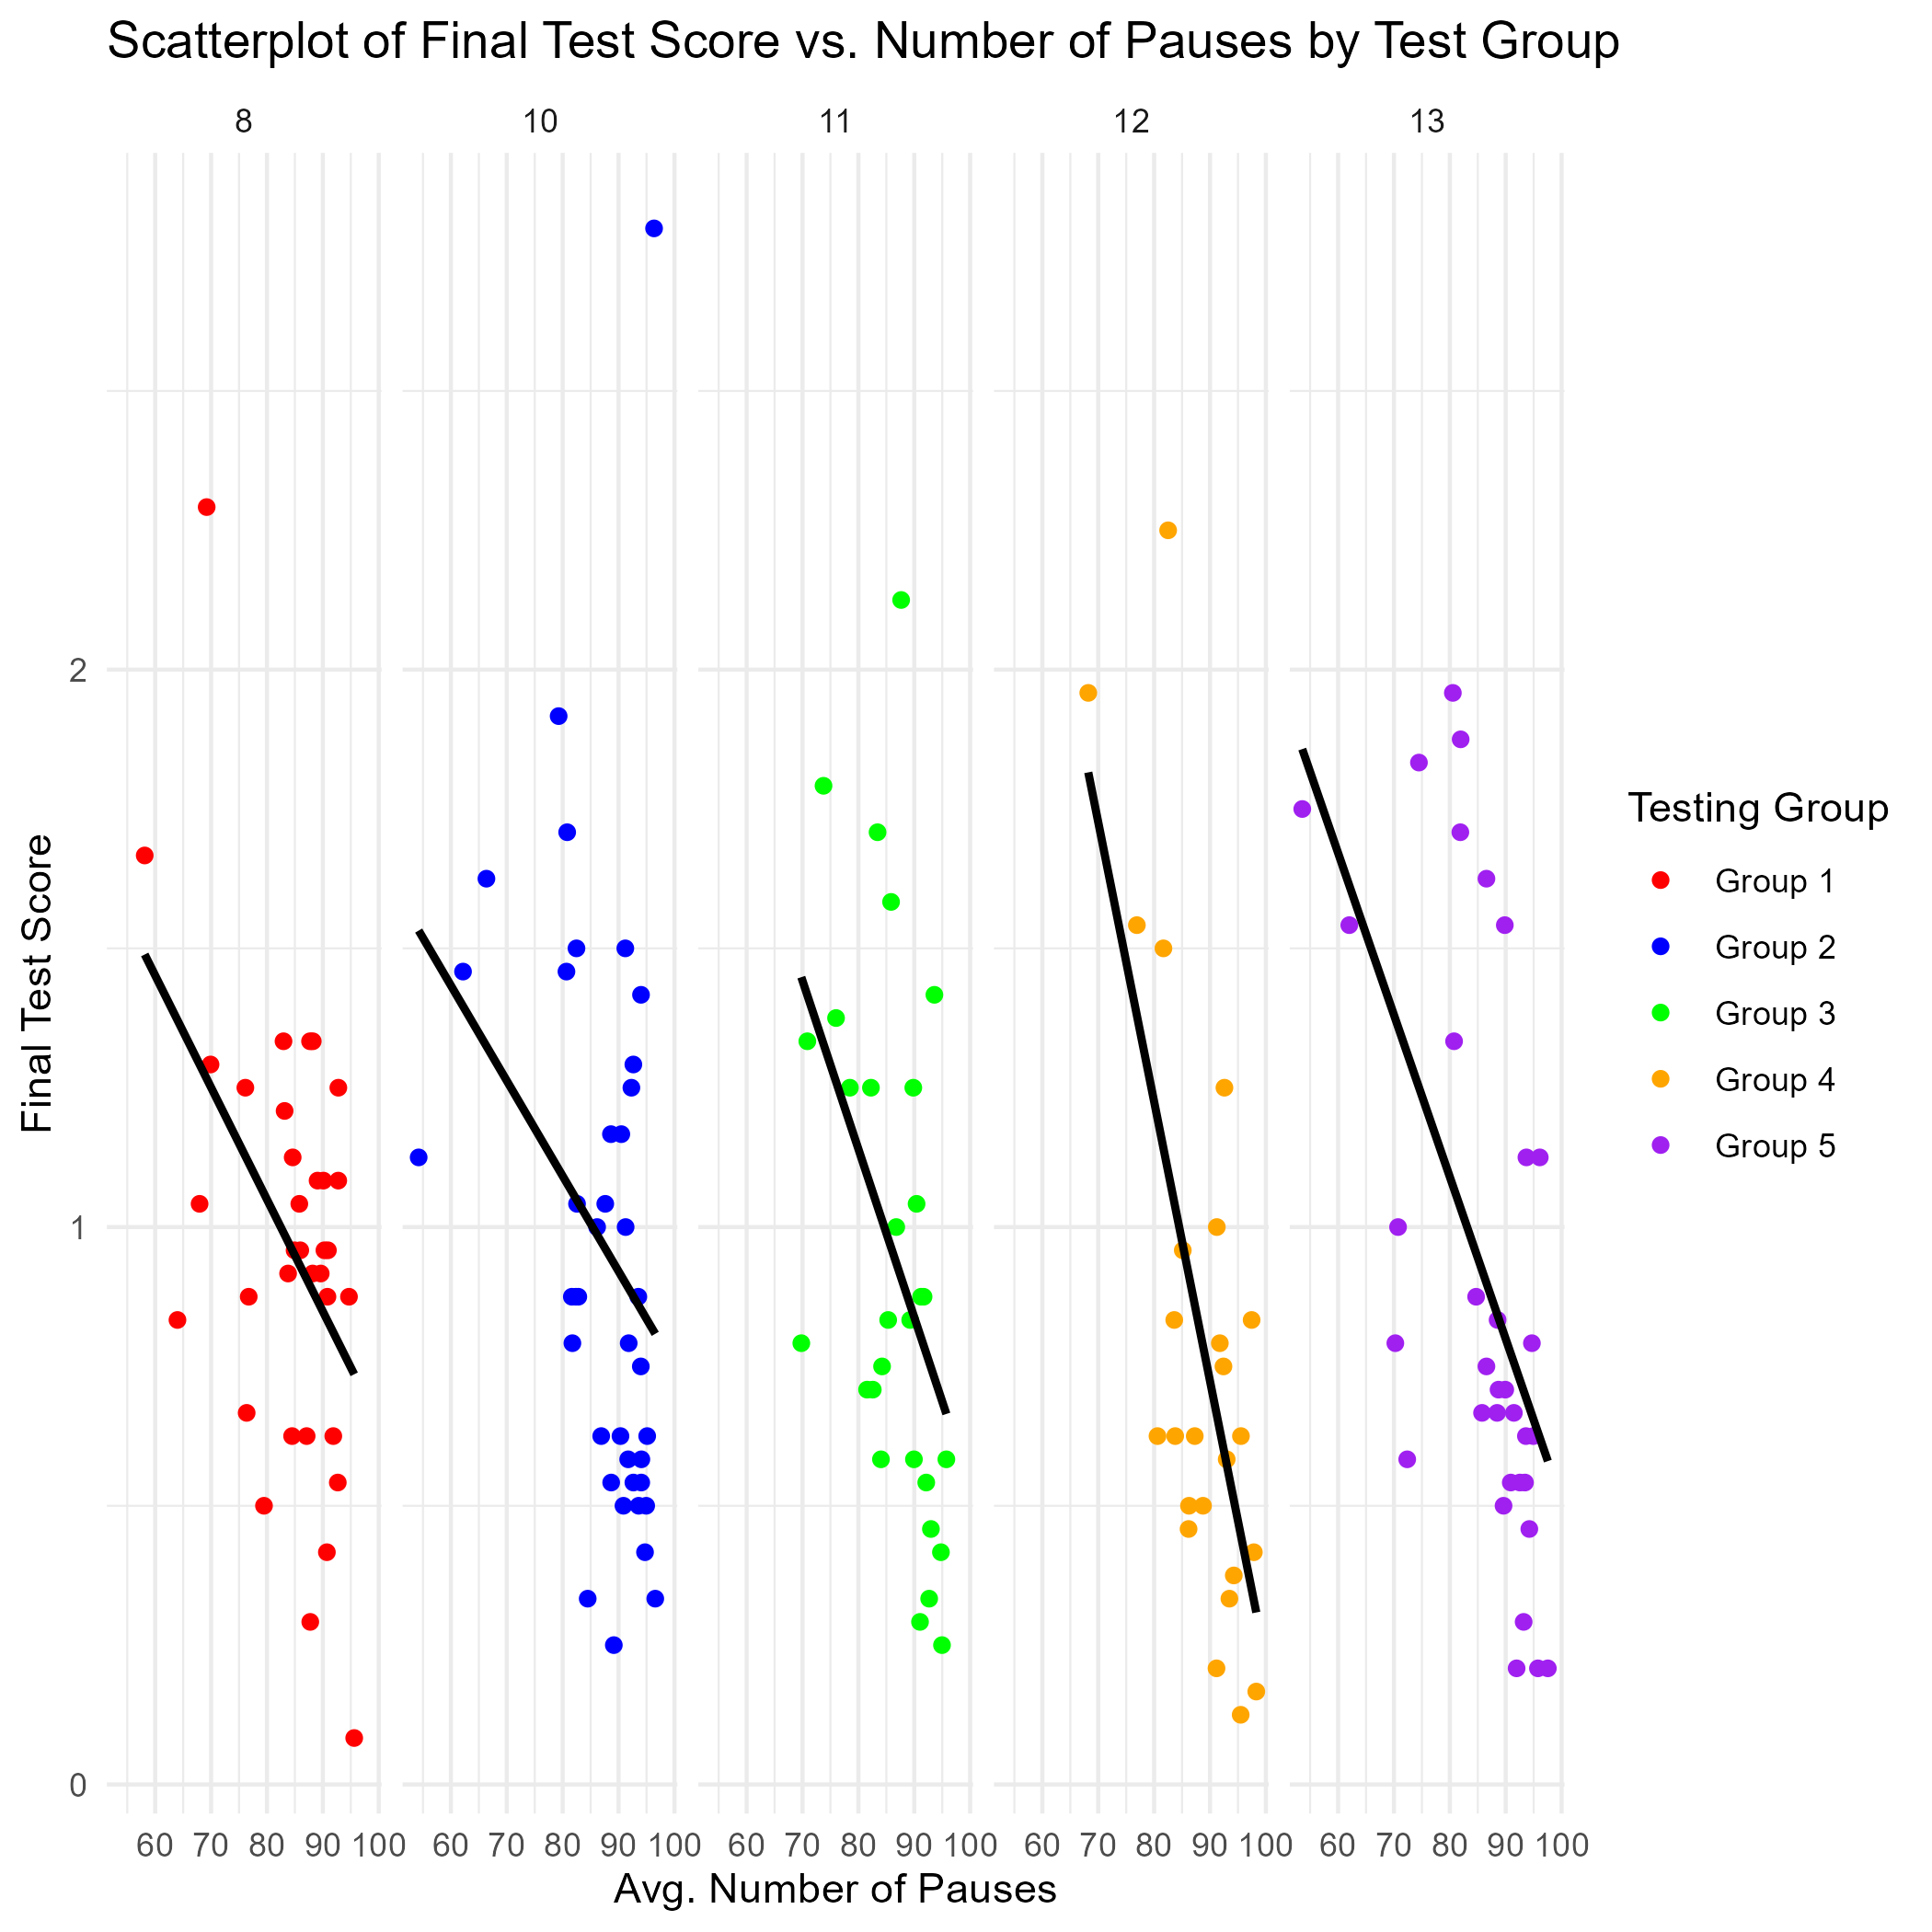 Scatterplot of Final Test Score vs. Number of Pauses by Test Group
8 10 11 12 13
2
1
0
Final Test Score
60 70 80 90 100 60 70 80 90 100 60 70 80 90 100 60 70 80 90 100 60 70 80 90 100
Avg. Number of Pauses
Testing Group
Group 1
Group 2
Group 3
Group 4
Group 5